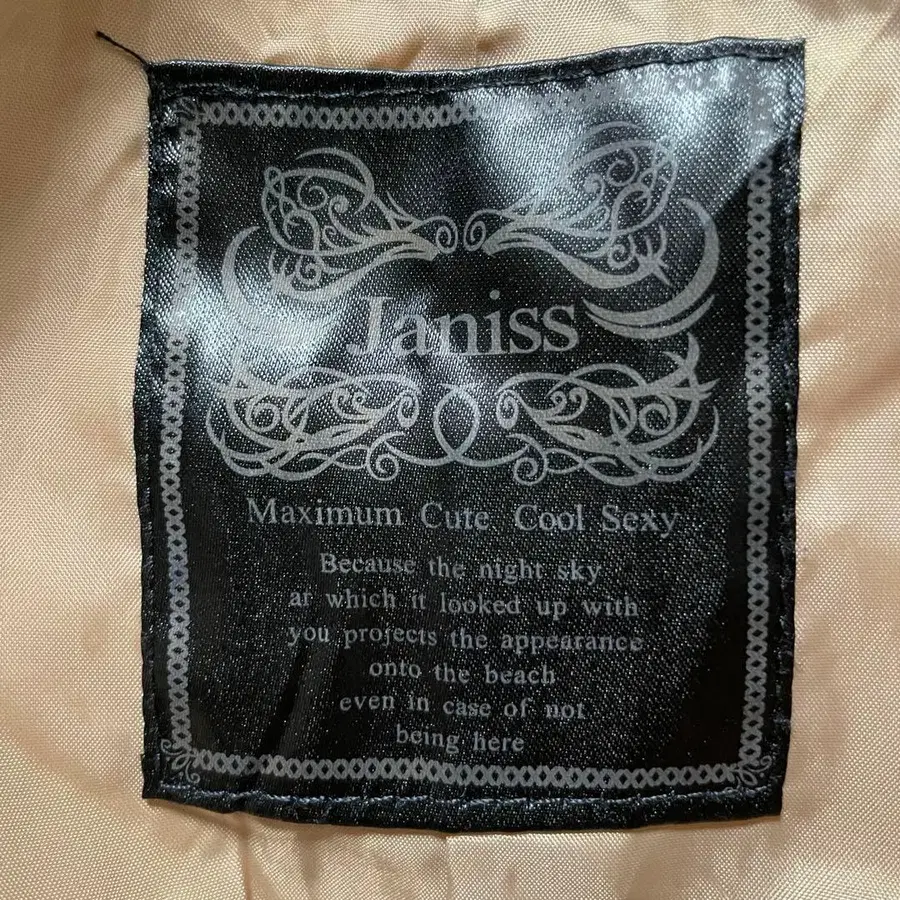 Janiss
Maximum Cute Cool Sexy
Because the night sky
ar which it looked up with
you projects the appearance
onto the beach
even in case of not
being here